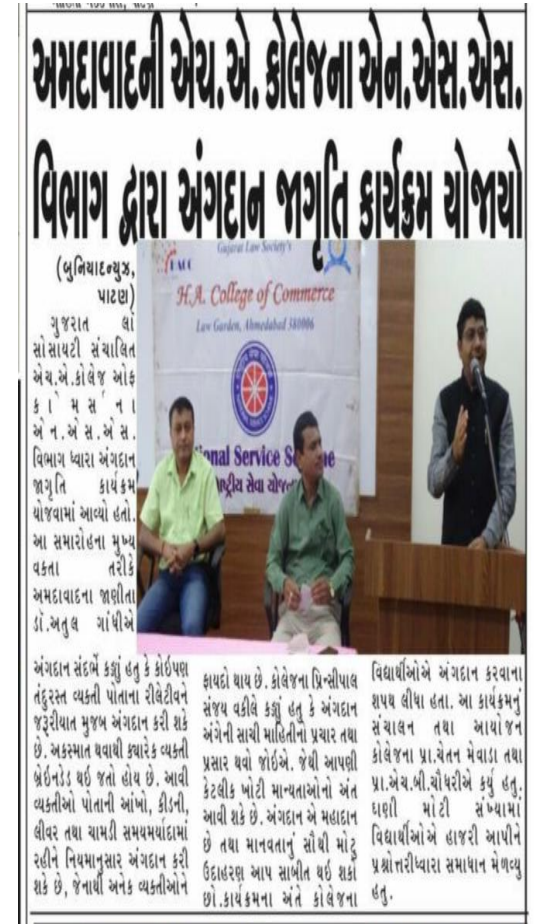 અમદાવાદની એચ.એ. કોલેજના એન.એસ.એસ.
વિભાગ દ્વારા અંગદાન જાગૃતિ કાર્યક્રમ યોજાયો
(બુનિયાદન્યુઝ,
પાટણ)
ગુજરાત લૉ
સોસાયટી સંચાલિત
એચ.એ.કોલેજ ઓફ
કોમર્સના
એન.એસ.એસ.
વિભાગ ધ્વારા અંગદાન
જાગૃતિ કાર્યક્રમ
યોજવામાં આવ્યો હતો.
આ સમારોહના મુખ્ય
વકતા તરીકે
અમદાવાદના જાણીતા
ડૉ.અતુલ ગાંધીએ
અંગદાન સંદર્ભે કહ્યું હતુ કે કોઈપણ
તંદુરસ્ત વ્યક્તી પોતાના રીલેટીવને
જરૂરીયાત મુજબ અંગદાન કરી શકે
છે. અકસ્માત થવાથી ક્યારેક વ્યક્તી
બ્રેઈનડેડ થઈ જતો હોય છે. આવી
વ્યક્તીઓ પોતાની આંખો, કીડની,
લીવર તથા ચામડી સમયમર્યાદામાં
રહીને નિયમાનુસાર અંગદાન કરી
શકે છે, જેનાથી અનેક વ્યક્તીઓને
ફાયદો થાય છે. કોલેજના પ્રિન્સીપાલ
સંજય વકીલે કહ્યું હતુ કે અંગદાન
અંગેની સાચી માહિતીનો પ્રચાર તથા
પ્રસાર થવો જોઈએ. જેથી આપણી
કેટલીક ખોટી માન્યતાઓનો અંત
આવી શકે છે. અંગદાન એ મહાદાન
છે તથા માનવતાનું સૌથી મોટુ
ઉદાહરણ આપ સાબીત થઈ શકો
છો.કાર્યક્રમના અંતે કોલેજના
વિદ્યાર્થીઓએ અંગદાન કરવાના
શપથ લીધા હતા. આ કાર્યક્રમનું
સંચાલન તથા આયોજન
કોલેજના પ્રા.ચેતન મેવાડા તથા
પ્રા.એચ.બી.ચૌધરીએ કર્યુ હતુ.
ઘણી મોટી સંખ્યામાં
વિદ્યાર્થીઓએ હાજરી આપીને
પ્રશ્નોત્તરીધ્વારા સમાધાન મેળવ્યુ
હતુ.
Gujarat Law Society's
HACC
H.A. College of Commerce
Law Garden, Ahmedabad 380006
National Service Scheme
રાષ્ટ્રીય સેવા યોજના